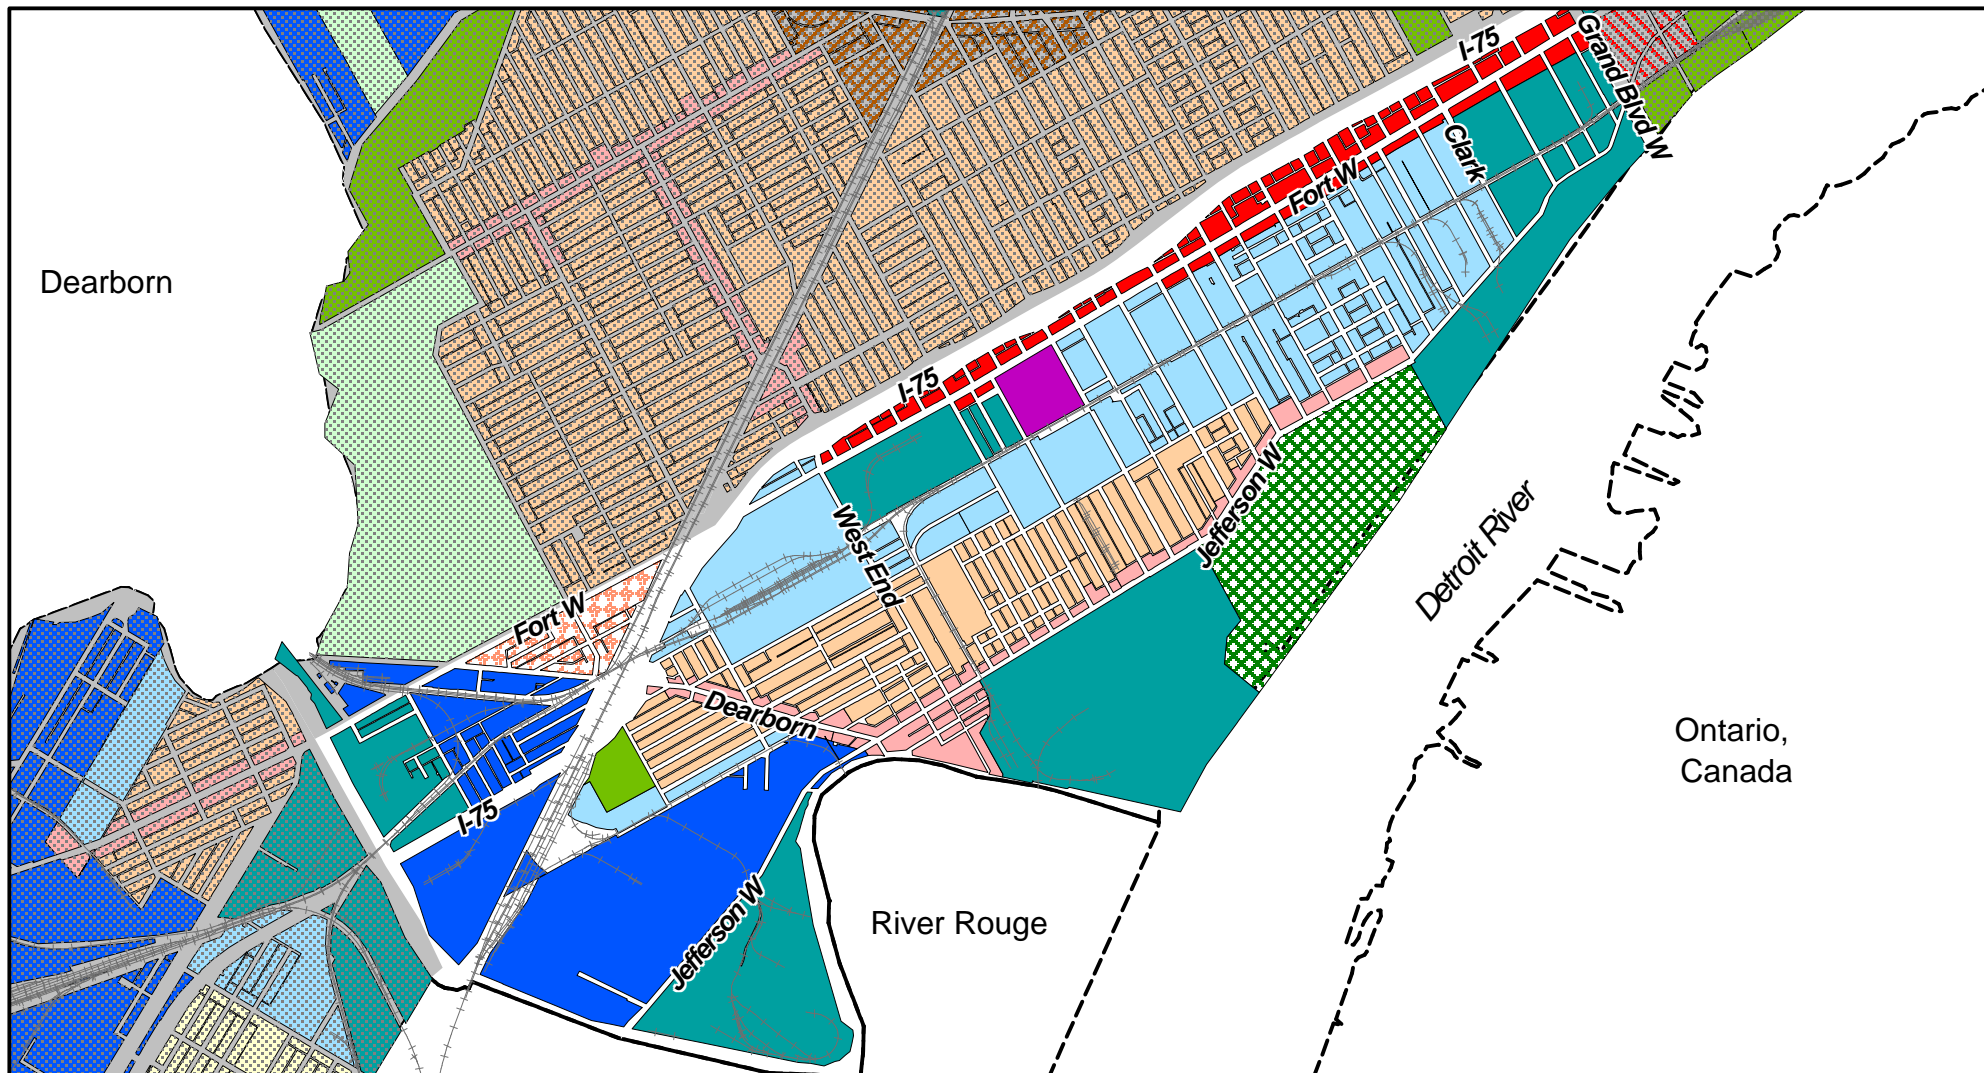 Grand Blvd W
I-75
Clark
Fort W
Dearborn
I-75
West End
Jefferson W
Detroit River
Fort W
Dearborn
Ontario,
Canada
I-75
Jefferson W
River Rouge